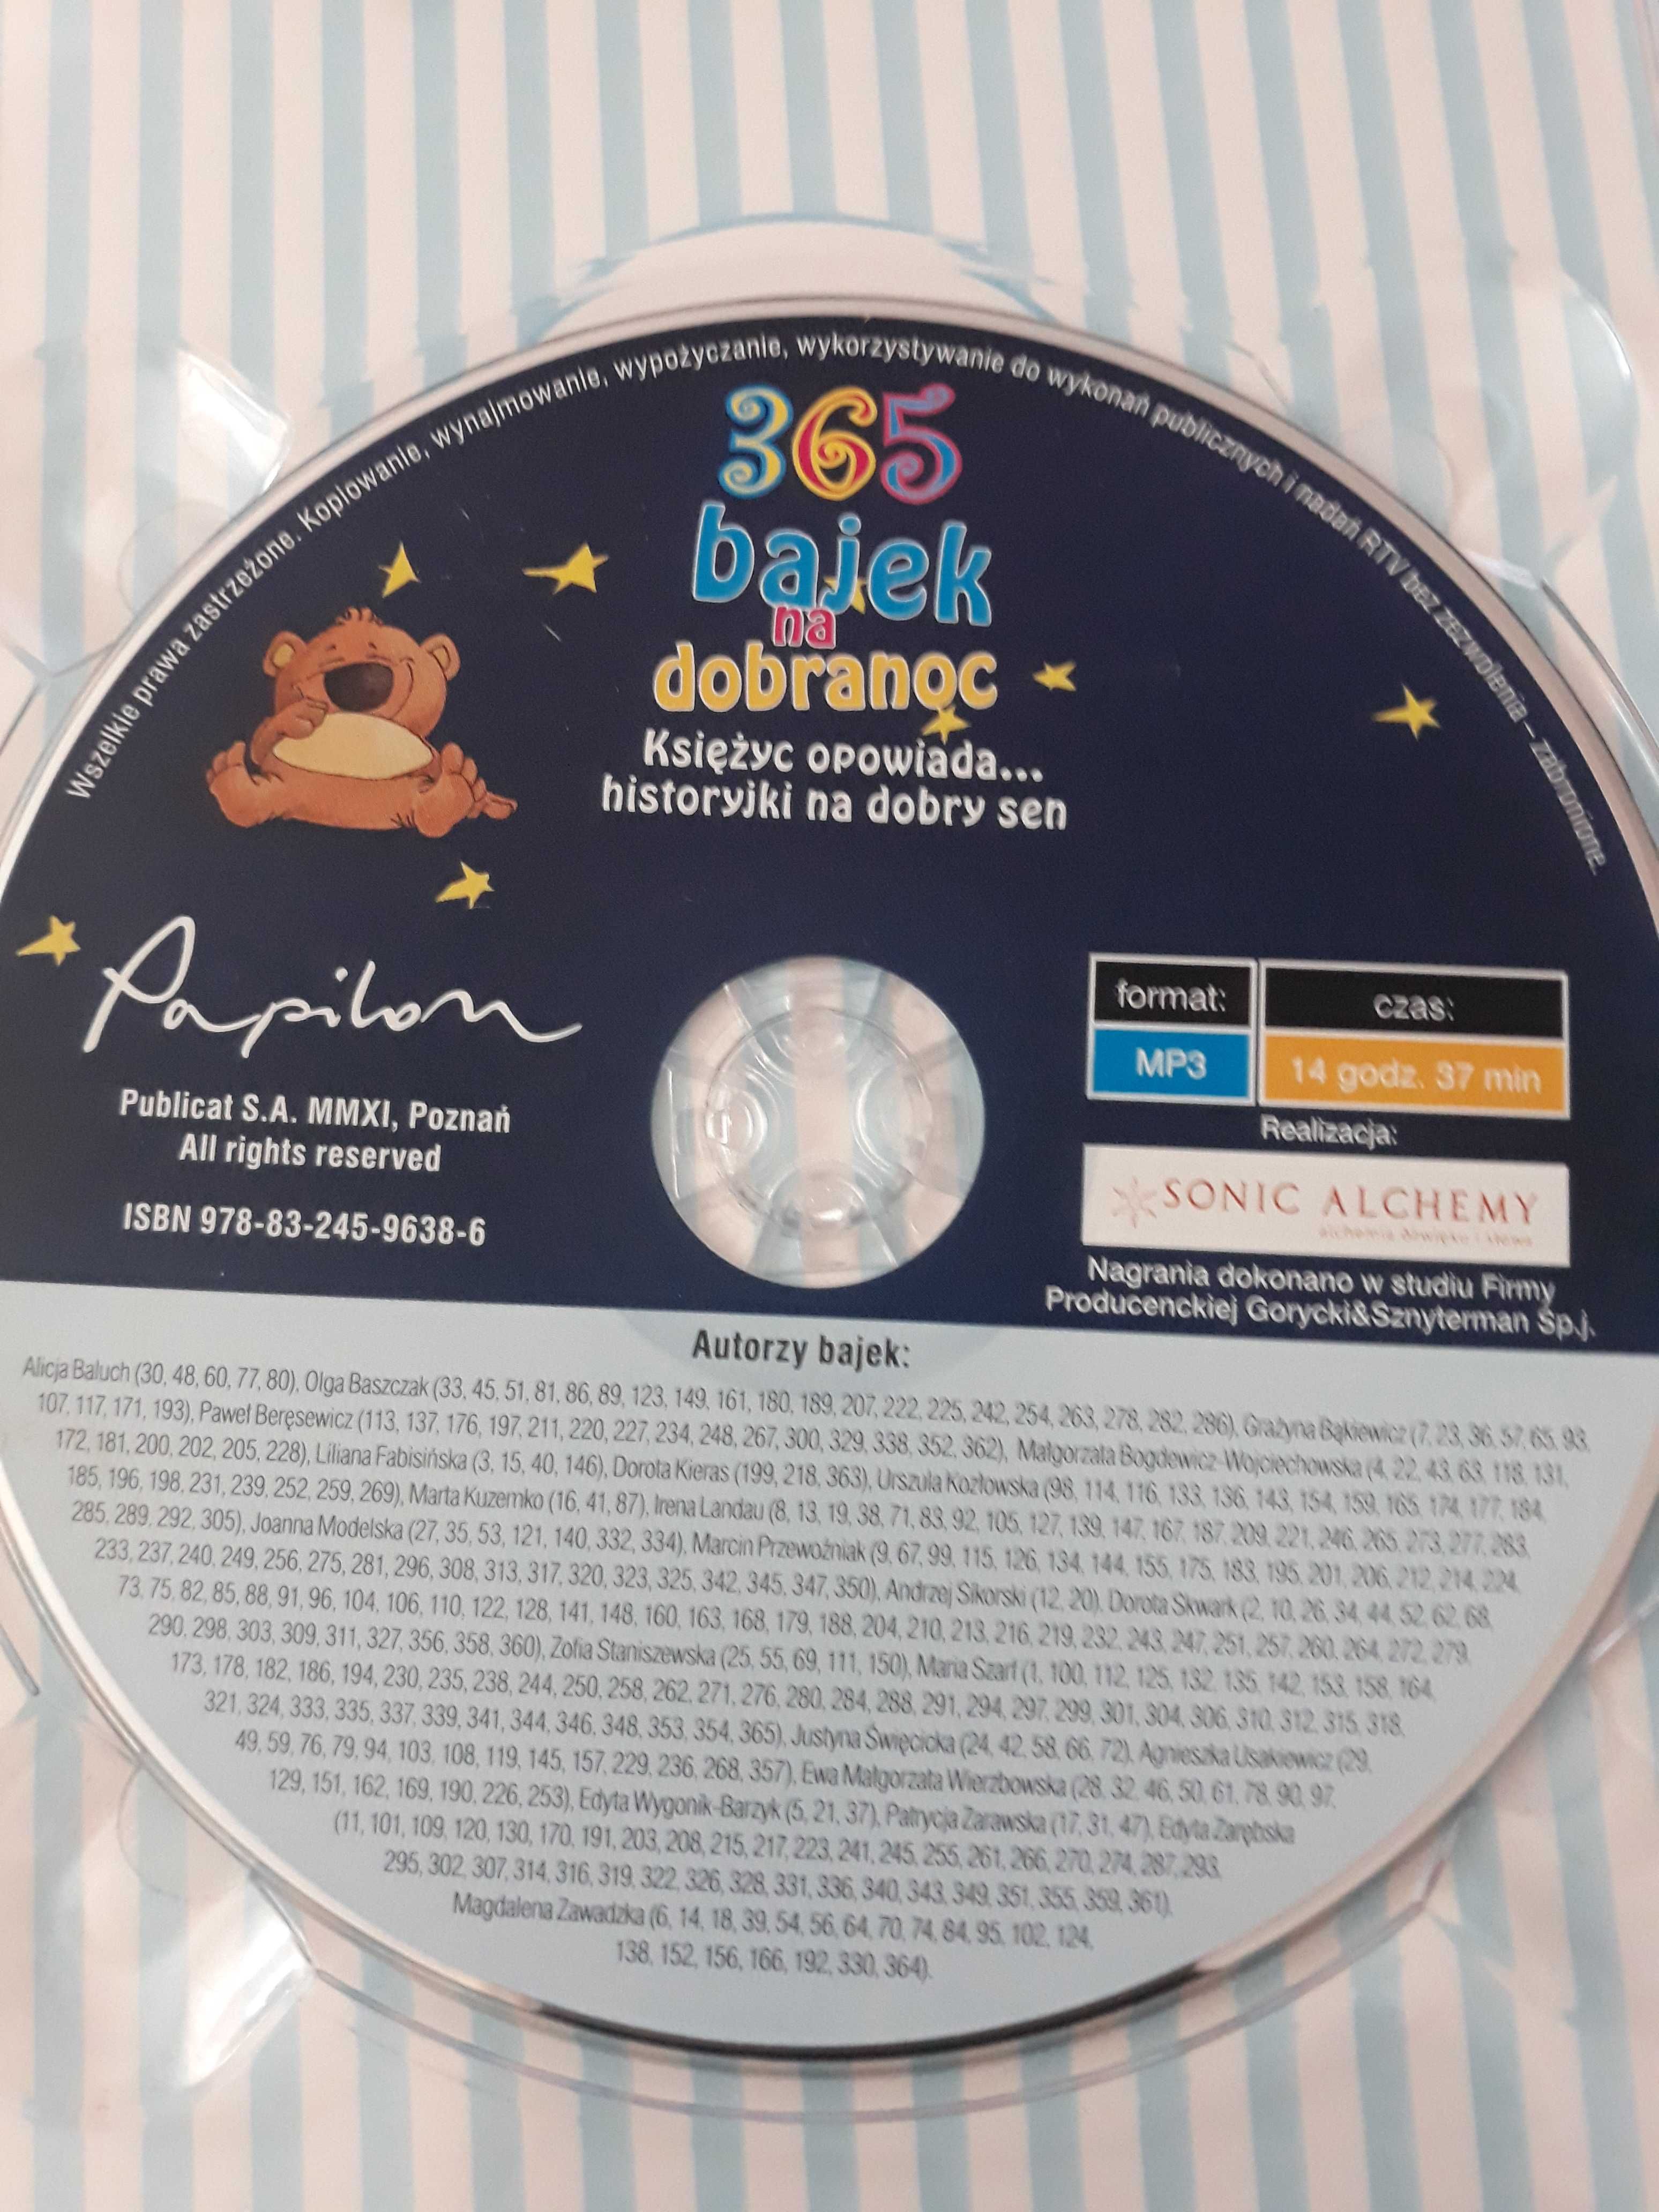 Wszelkie prawa zastrzeżone. Kopiowanie, wynajmowanie, wypożyczanie, wykorzystywanie do wykonań publicznych i nadań RTV bez zezwolenia – zabronione.
365
bajek
na
dobranoc
Księżyc opowiada...
historyjki na dobry sen
Papilon
Publicat S.A. MMXI, Poznań
All rights reserved
ISBN 978-83-245-9638-6
format:
czas:
MP3
14 godz. 37 min
Realizacja:
SONIC ALCHEMY
alchemia dźwięku i słowa
Nagrania dokonano w studiu Firmy
Producenckiej Gorycki&Sznyterman Sp.j.
Autorzy bajek:
Alicja Baluch (30, 48, 60, 77, 80), Olga Baszczak (33, 45, 51, 81, 86, 89, 123, 149, 161, 180, 189, 207, 222, 225, 242, 254, 263, 278, 282, 286), Grażyna Bąkiewicz (7, 23, 36, 57, 65, 93,
107, 117, 171, 193), Paweł Beręsewicz (113, 137, 176, 197, 211, 220, 227, 234, 248, 267, 300, 329, 338, 352, 362), Małgorzata Bogdewicz-Wojciechowska (4, 22, 43, 63, 118, 131,
172, 181, 200, 202, 205, 228), Liliana Fabisińska (3, 15, 40, 146), Dorota Kieras (199, 218, 363), Urszula Kozłowska (98, 114, 116, 133, 136, 143, 154, 159, 165, 174, 177, 184,
185, 196, 198, 231, 239, 252, 259, 269), Marta Kuzemko (16, 41, 87), Irena Landau (8, 13, 19, 38, 71, 83, 92, 105, 127, 139, 147, 167, 187, 209, 221, 246, 265, 273, 277, 283,
285, 289, 292, 305), Joanna Modelska (27, 35, 53, 121, 140, 332, 334), Marcin Przewoźniak (9, 67, 99, 115, 126, 134, 144, 155, 175, 183, 195, 201, 206, 212, 214, 224,
233, 237, 240, 249, 256, 275, 281, 296, 308, 313, 317, 320, 323, 325, 342, 345, 347, 350), Andrzej Sikorski (12, 20), Dorota Skwark (2, 10, 26, 34, 44, 52, 62, 68,
73, 75, 82, 85, 88, 91, 96, 104, 106, 110, 122, 128, 141, 148, 160, 163, 168, 179, 188, 204, 210, 213, 216, 219, 232, 243, 247, 251, 257, 260, 264, 272, 279,
290, 298, 303, 309, 311, 327, 356, 358, 360), Zofia Staniszewska (25, 55, 69, 111, 150), Maria Szarf (1, 100, 112, 125, 132, 135, 142, 153, 158, 164,
173, 178, 182, 186, 194, 230, 235, 238, 244, 250, 258, 262, 271, 276, 280, 284, 288, 291, 294, 297, 299, 301, 304, 306, 310, 312, 315, 318,
321, 324, 333, 335, 337, 339, 341, 344, 346, 348, 353, 354, 365), Justyna Święcicka (24, 42, 58, 66, 72), Agnieszka Usakiewicz (29,
49, 59, 76, 79, 94, 103, 108, 119, 145, 157, 229, 236, 268, 357), Ewa Małgorzata Wierzbowska (28, 32, 46, 50, 61, 78, 90, 97,
129, 151, 162, 169, 190, 226, 253), Edyta Wygonik-Barzyk (5, 21, 37), Patrycja Zarawska (17, 31, 47), Edyta Zarębska
(11, 101, 109, 120, 130, 170, 191, 203, 208, 215, 217, 223, 241, 245, 255, 261, 266, 270, 274, 287, 293,
295, 302, 307, 314, 316, 319, 322, 326, 328, 331, 336, 340, 343, 349, 351, 355, 359, 361),
Magdalena Zawadzka (6, 14, 18, 39, 54, 56, 64, 70, 74, 84, 95, 102, 124,
138, 152, 156, 166, 192, 330, 364).